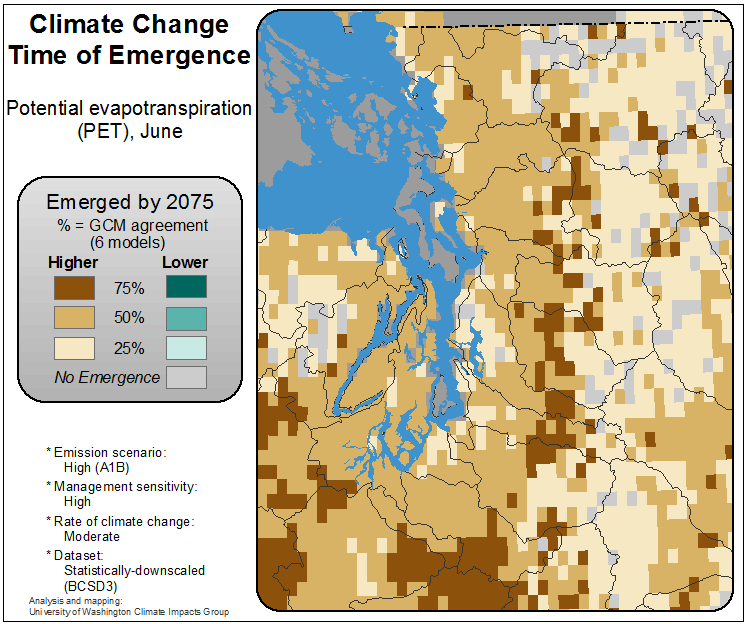 Climate Change
Time of Emergence
Potential evapotranspiration
(PET), June
Emerged by 2075
% = GCM agreement
(6 models)
Higher Lower
75%
50%
25%
No Emergence
* Emission scenario:
High (A1B)
* Management sensitivity:
High
* Rate of climate change:
Moderate
* Dataset:
Statistically-downscaled
(BCSD3)
Analysis and mapping:
University of Washington Climate Impacts Group